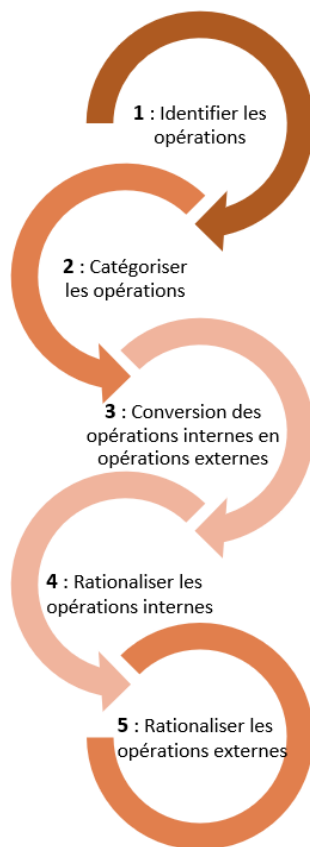 1 : Identifier les
opérations
2 : Catégoriser
les opérations
3 : Conversion des
opérations internes en
opérations externes
4 : Rationaliser les
opérations internes
5 : Rationaliser les
opérations externes